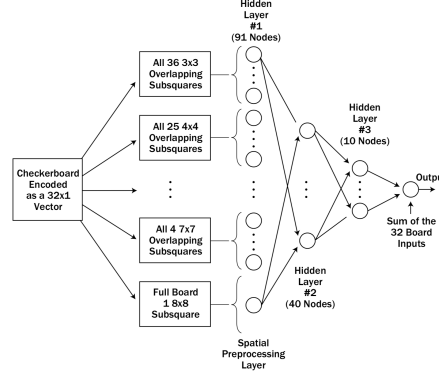 Hidden
Layer
#1
(91 Nodes)
All 36 3x3
Overlapping
Subsquares
All 25 4x4
Overlapping
Subsquares
Hidden
Layer
#3
(10 Nodes)
Checkerboard
Encoded
as a 32x1
Vector
Output
Sum of the
32 Board
Inputs
All 4 7x7
Overlapping
Subsquares
Hidden
Layer
#2
(40 Nodes)
Full Board
1 8x8
Subsquare
Spatial
Preprocessing
Layer